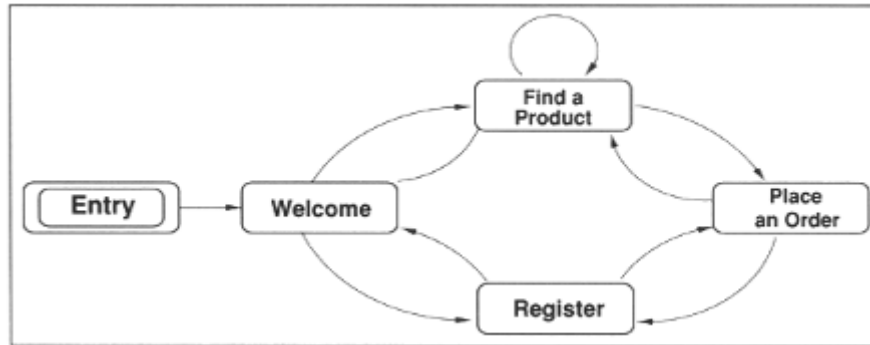 Find a
Product
Entry
Welcome
Place
an Order
Register